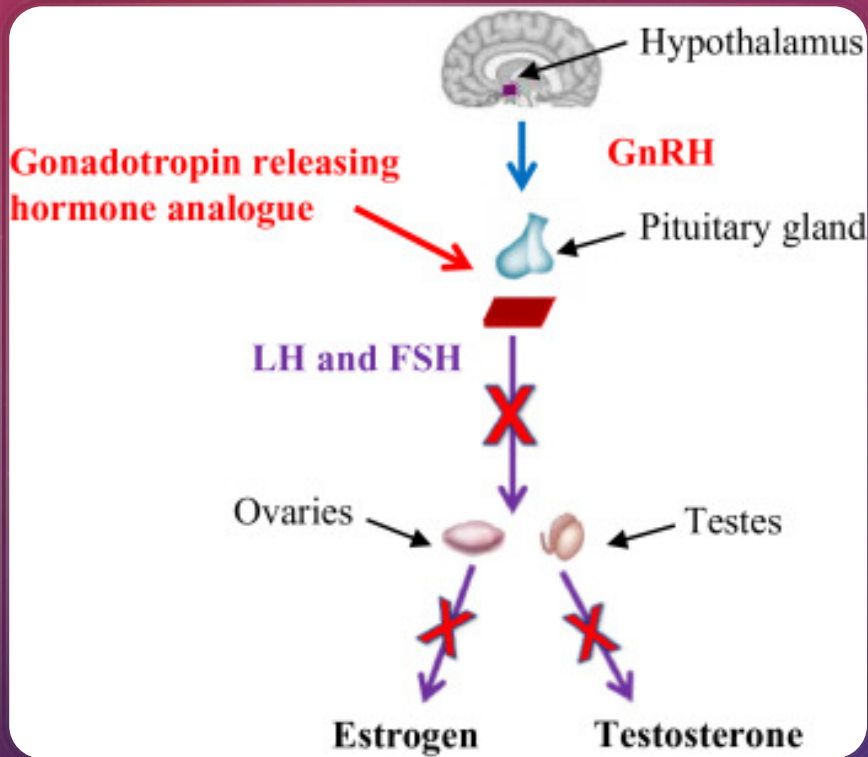 Hypothalamus
GnRH
Gonadotropin releasing
hormone analogue
Pituitary gland
LH and FSH
Ovaries
Testes
Estrogen
Testosterone